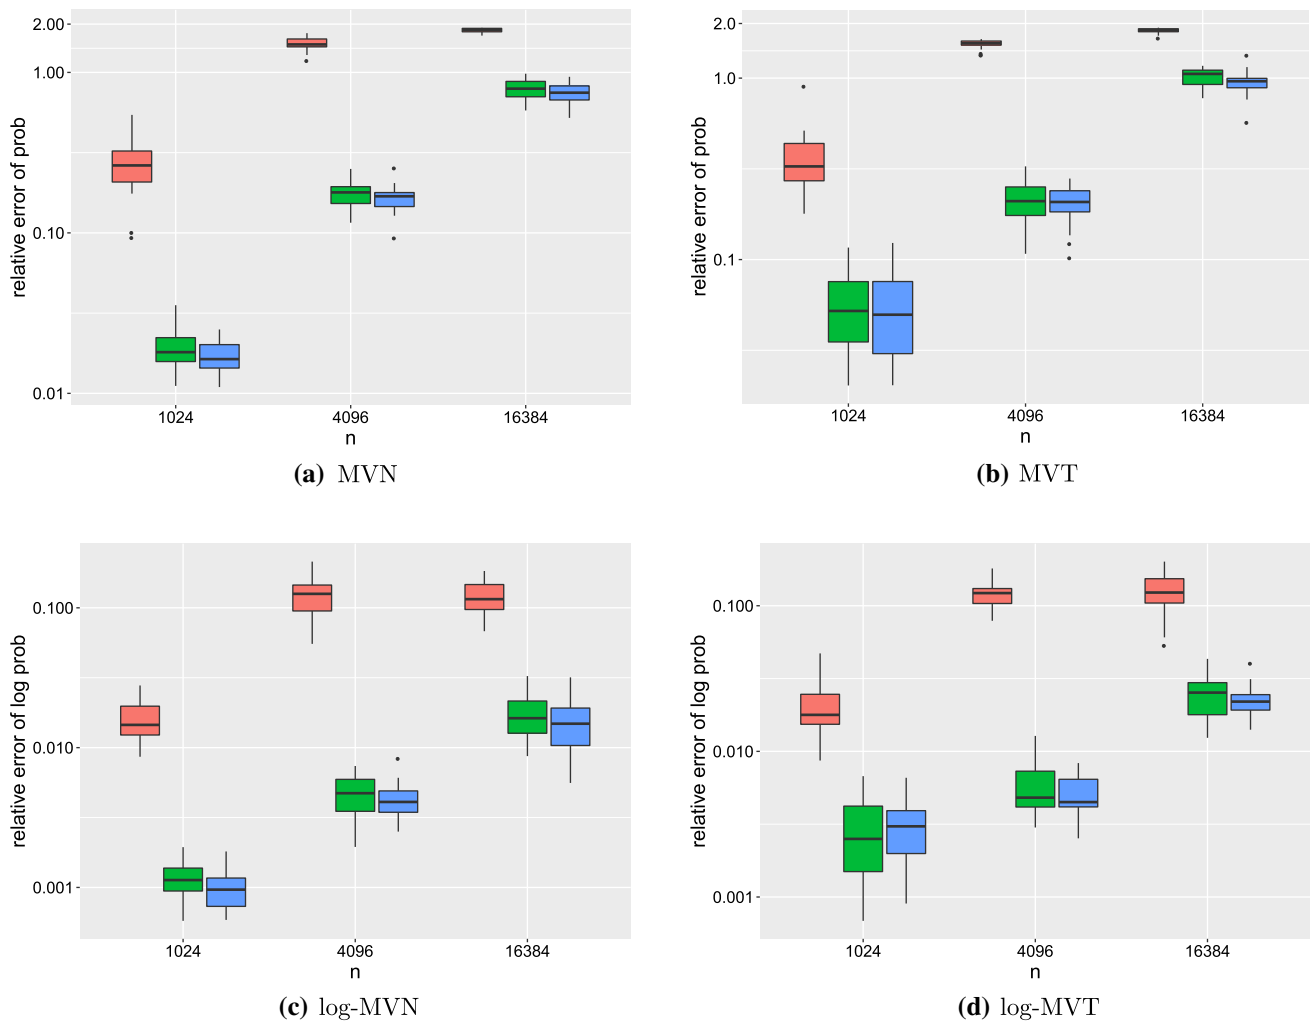 relative error of prob
2.00
1.00
0.10
0.01
1024
4096
16384
n
(a) MVN
relative error of prob
2.0
1.0
0.1
1024
4096
16384
n
(b) MVT
relative error of log prob
0.100
0.010
0.001
1024
4096
16384
n
(c) log-MVN
relative error of log prob
0.100
0.010
0.001
1024
4096
16384
n
(d) log-MVT